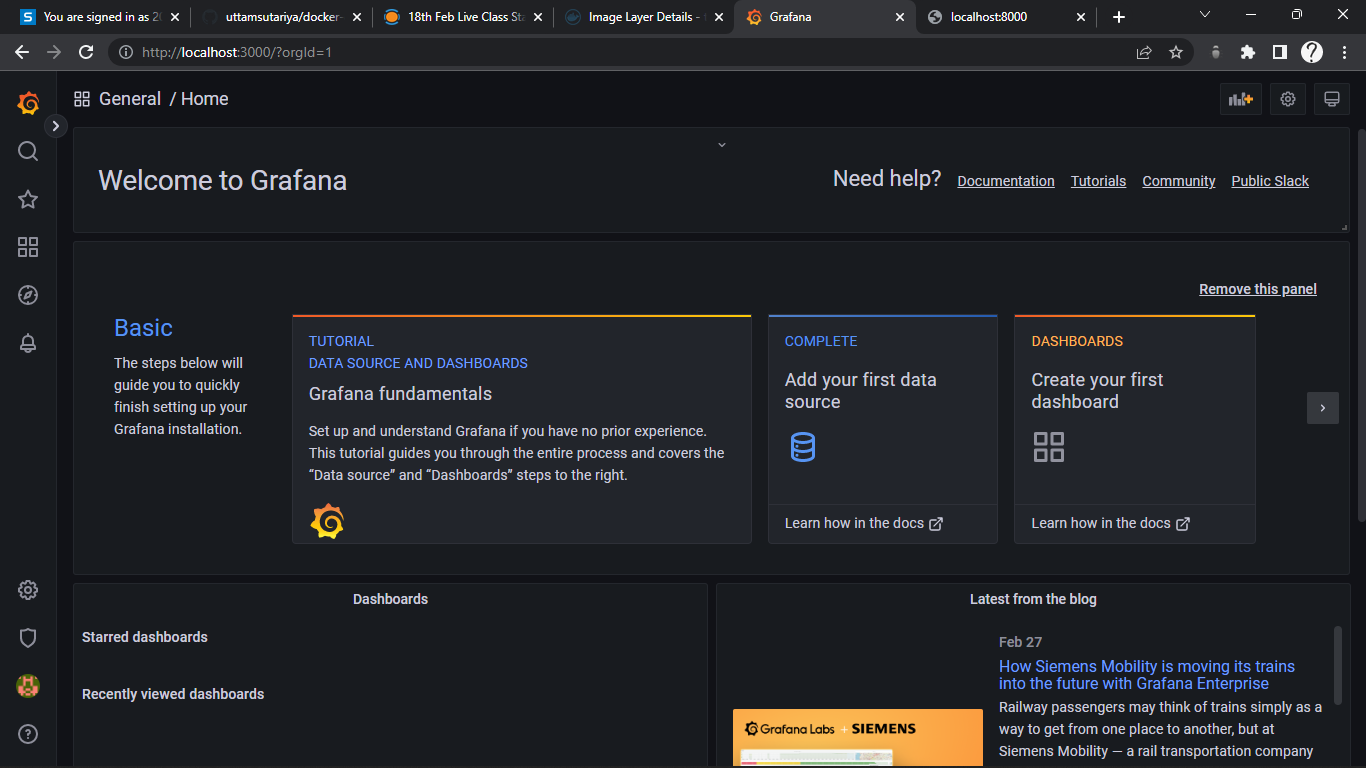 You are signed in as 2
uttamsutariya/docker-
18th Feb Live Class Sta
Image Layer Details -
Grafana
localhost:8000
http://localhost:3000/?orgId=1
General / Home
Welcome to Grafana
Need help? Documentation Tutorials Community Public Slack
Remove this panel
Basic
The steps below will
guide you to quickly
finish setting up your
Grafana installation.
TUTORIAL
DATA SOURCE AND DASHBOARDS
Grafana fundamentals
Set up and understand Grafana if you have no prior experience.
This tutorial guides you through the entire process and covers the
“Data source” and “Dashboards” steps to the right.
COMPLETE
Add your first data
source
Learn how in the docs
DASHBOARDS
Create your first
dashboard
Learn how in the docs
Dashboards
Starred dashboards
Recently viewed dashboards
Latest from the blog
Feb 27
How Siemens Mobility is moving its trains
into the future with Grafana Enterprise
Railway passengers may think of trains simply as a
way to get from one place to another, but at
Siemens Mobility — a rail transportation company
Grafana Labs + SIEMENS